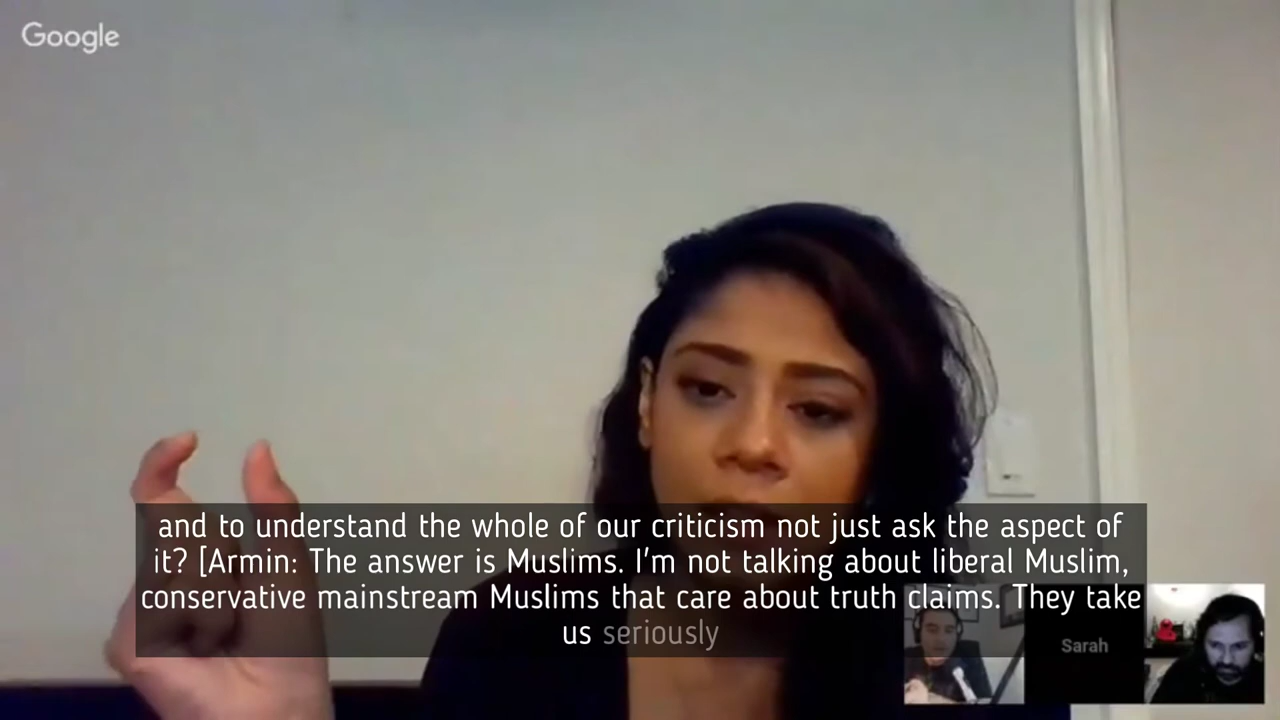 Google
and to understand the whole of our criticism not just ask the aspect of
it? [Armin: The answer is Muslims. I'm not talking about liberal Muslim,
conservative mainstream Muslims that care about truth claims. They take
us seriously
Sarah